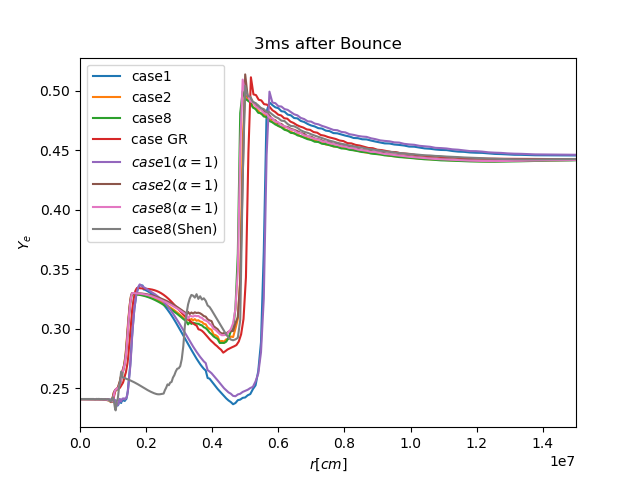 3ms after Bounce
case1
case2
case8
case GR
case1(α = 1)
case2(α = 1)
case8(α = 1)
case8(Shen)
Y_e
0.50
0.45
0.40
0.35
0.30
0.25
0.0 0.2 0.4 0.6 0.8 1.0 1.2 1.4
1e7
r[cm]